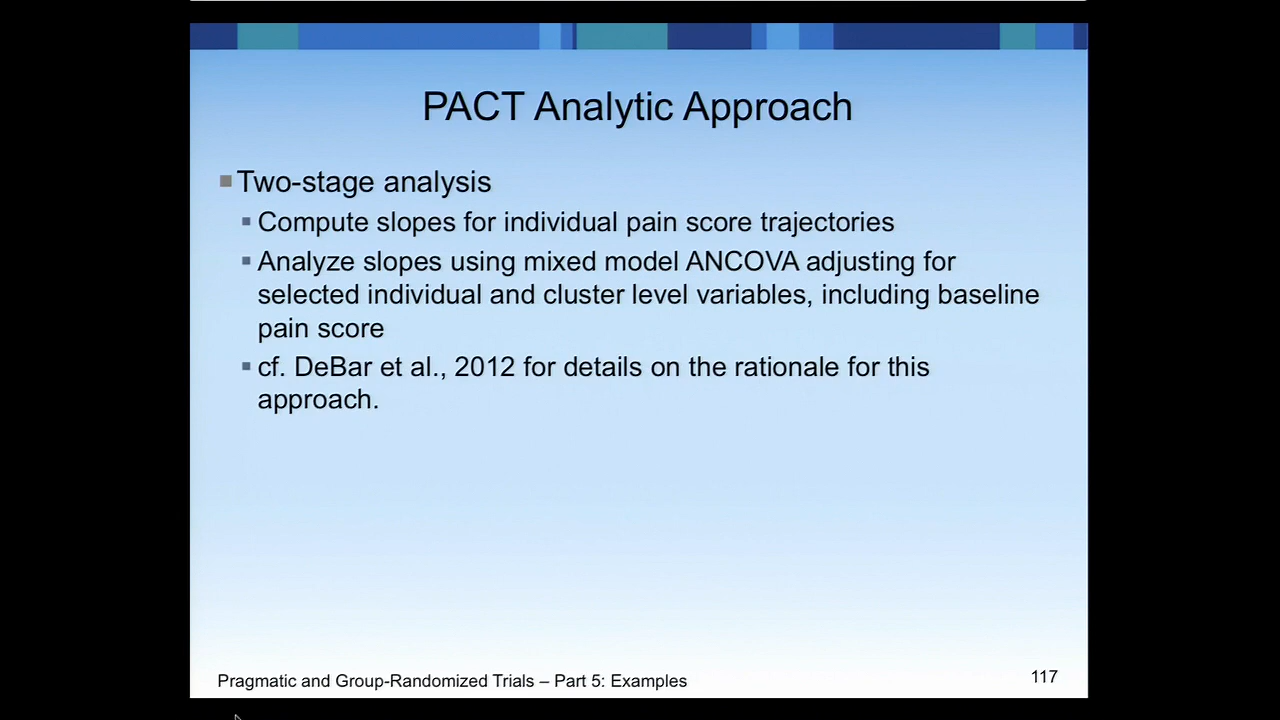 PACT Analytic Approach
Two-stage analysis
Compute slopes for individual pain score trajectories
Analyze slopes using mixed model ANCOVA adjusting for
selected individual and cluster level variables, including baseline
pain score
cf. DeBar et al., 2012 for details on the rationale for this
approach.
Pragmatic and Group-Randomized Trials – Part 5: Examples
117